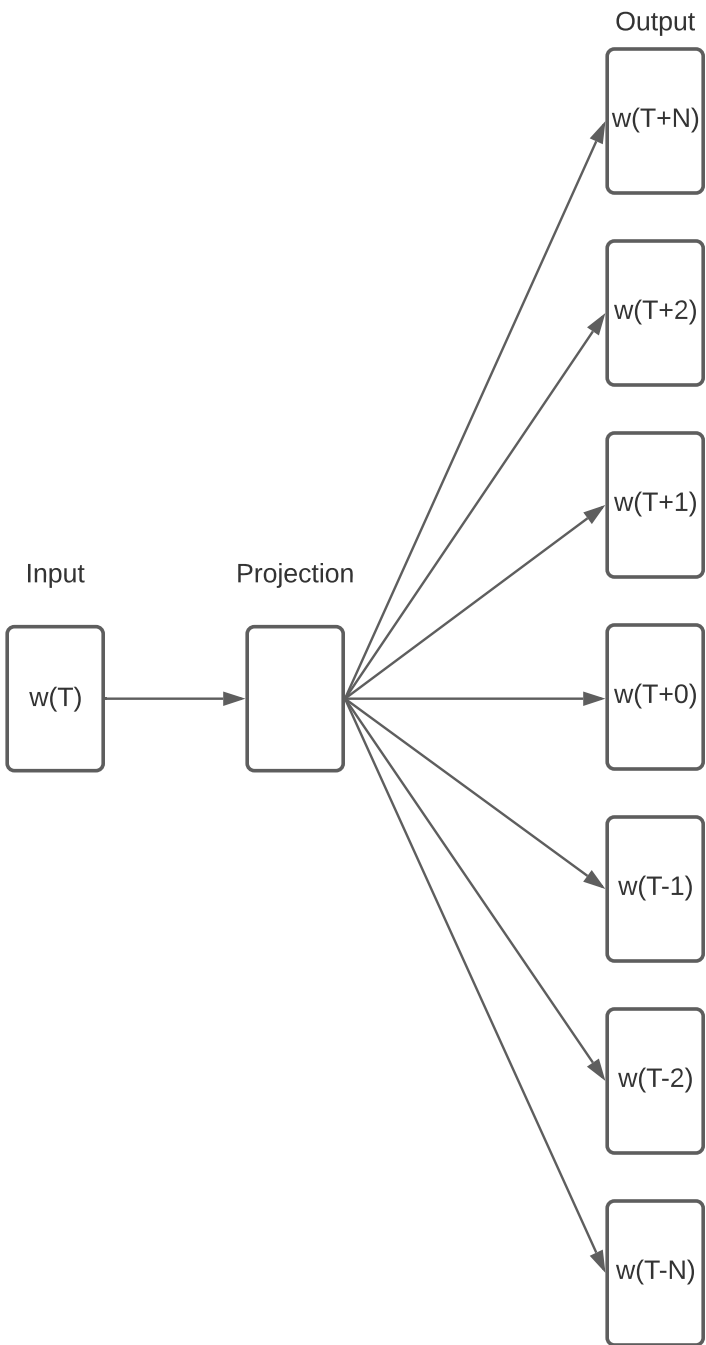 Output
w(T+N)
w(T+2)
w(T+1)
Input
Projection
w(T)
w(T+0)
w(T-1)
w(T-2)
w(T-N)